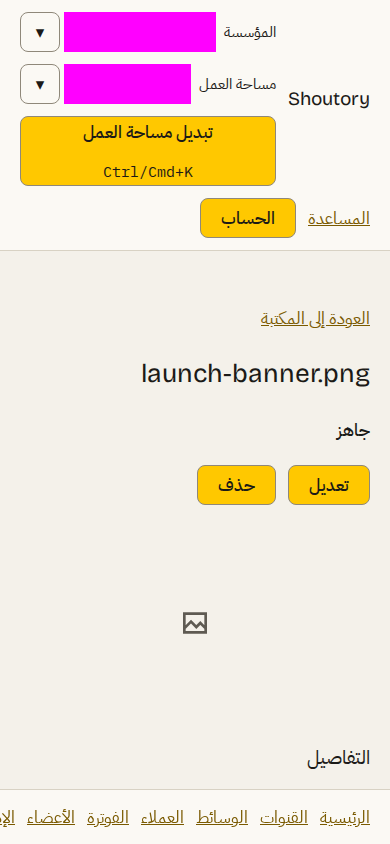 المؤسسة
مساحة العمل
Shoutory
تبديل مساحة العمل
Ctrl/Cmd+K
المساعدة
الحساب
العودة إلى المكتبة
launch-banner.png
جاهز
تعديل
حذف
التفاصيل
الرئيسية القنوات الوسائط العملاء الفوترة الأعضاء